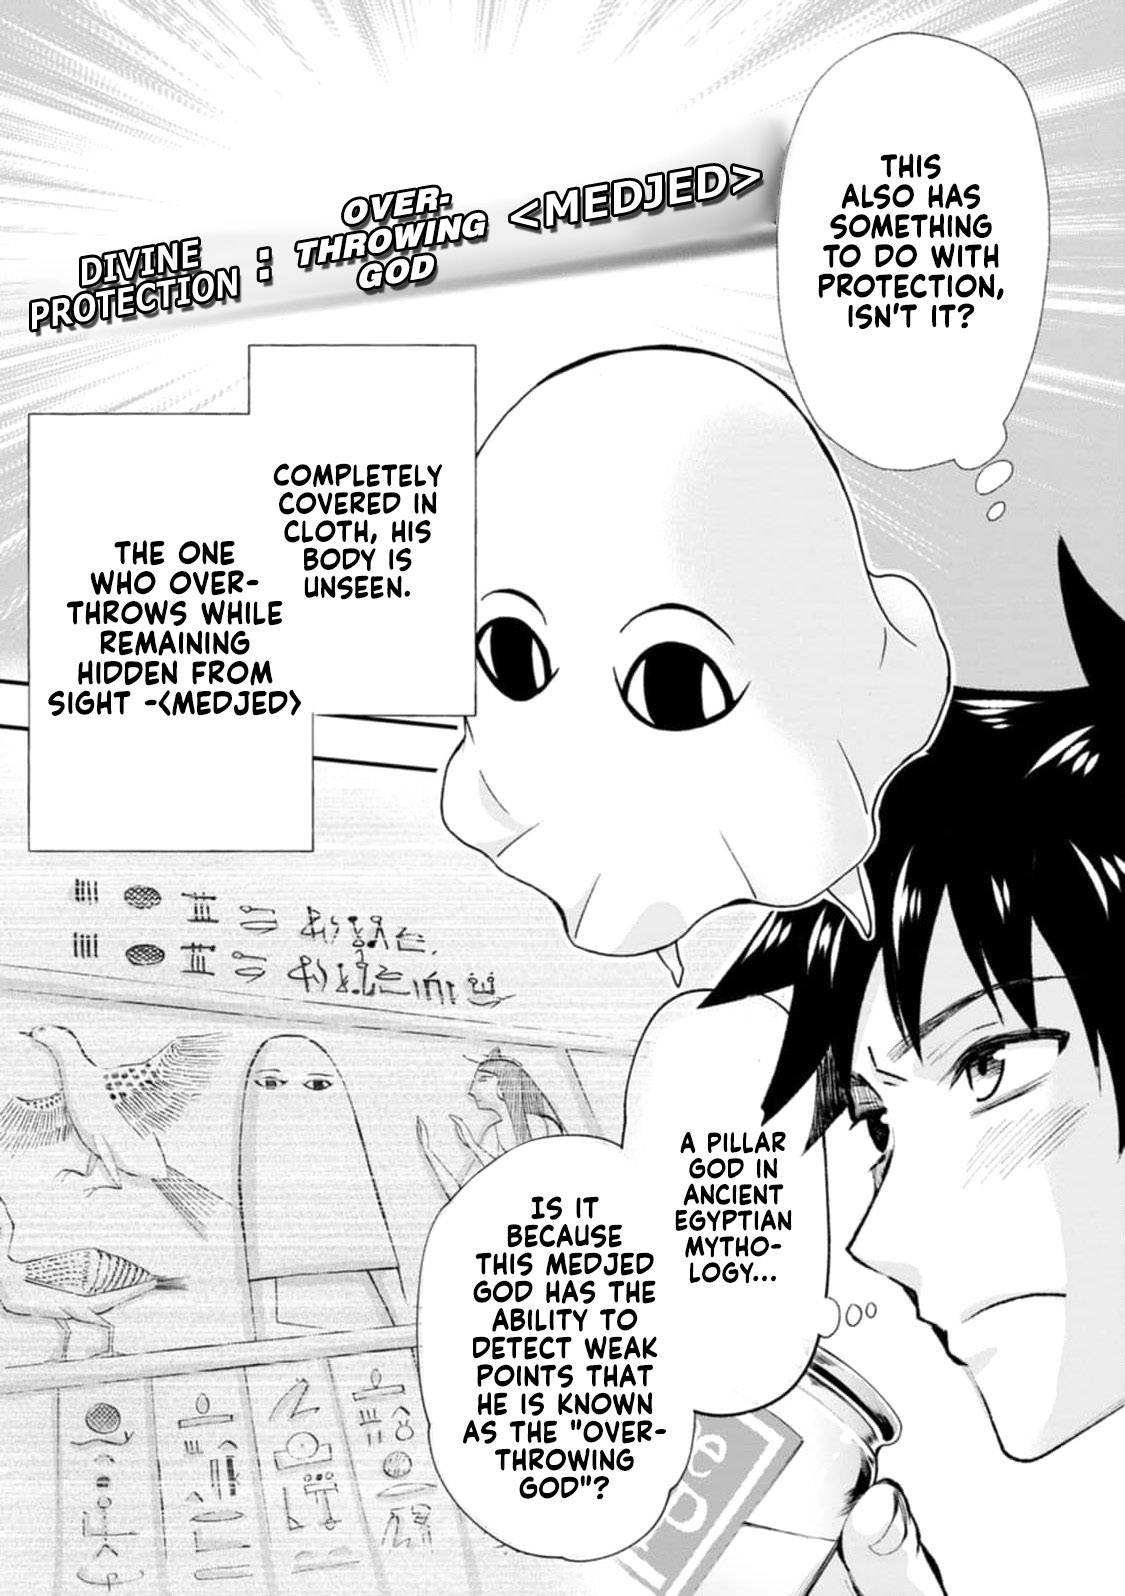 THIS
ALSO HAS
SOMETHING
TO DO WITH
PROTECTION,
ISN'T IT?
DIVINE
PROTECTION :
OVER-
THROWING
GOD
<MEDJED>
COMPLETELY
COVERED IN
CLOTH, HIS
BODY IS
UNSEEN.
THE ONE
WHO OVER-
THROWS WHILE
REMAINING
HIDDEN FROM
SIGHT -<MEDJED>
A PILLAR
GOD IN
ANCIENT
EGYPTIAN
MYTHO-
LOGY...
IS IT
BECAUSE
THIS MEDJED
GOD HAS THE
ABILITY TO
DETECT WEAK
POINTS THAT
HE IS KNOWN
AS THE "OVER-
THROWING
GOD"?